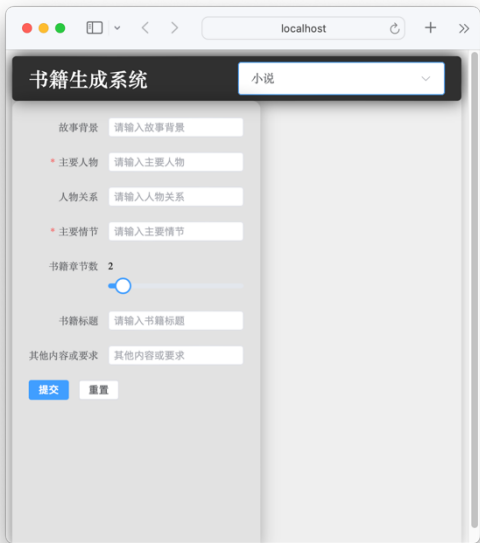 localhost
书籍生成系统
小说
故事背景 请输入故事背景
* 主要人物 请输入主要人物
人物关系 请输入人物关系
* 主要情节 请输入主要情节
书籍章节数 2
书籍标题 请输入书籍标题
其他内容或要求 其他内容或要求
提交 重置